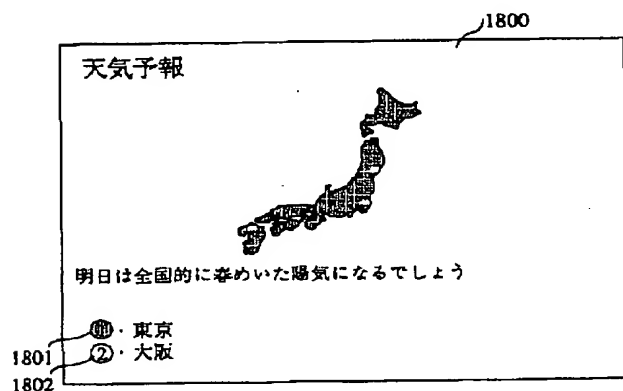 1800
天気予報
明日は全国的に春めいた陽気になるでしょう
・東京
1801
②・大阪
1802